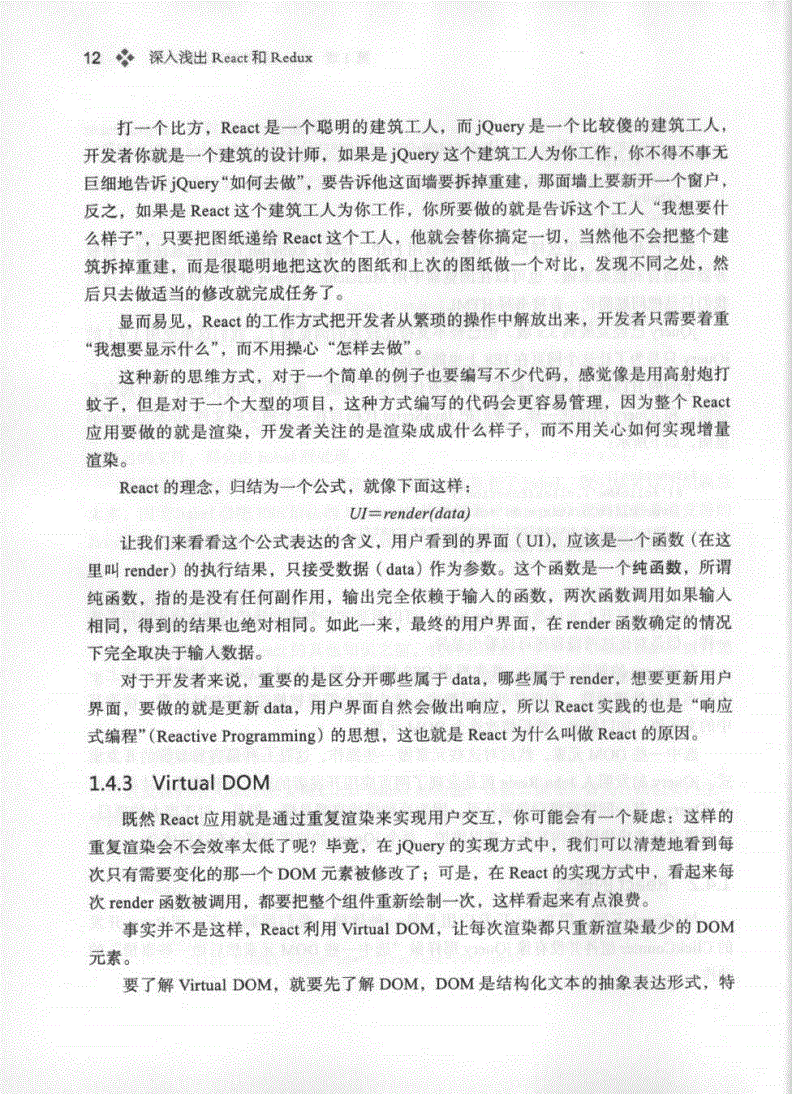 12 深入浅出 React 和 Redux
打一个比方，React 是一个聪明的建筑工人，而 jQuery 是一个比较傻的建筑工人，
开发者你就是一个建筑的设计师，如果是 jQuery 这个建筑工人为你工作，你不得不事无
巨细地告诉 jQuery“如何去做”，要告诉他这面墙要拆掉重建，那面墙上要新开一个窗户，
反之，如果是 React 这个建筑工人为你工作，你所要做的就是告诉这个工人“我想要什
么样子”，只要把图纸递给 React 这个工人，他就会替你搞定一切，当然他不会把整个建
筑拆掉重建，而是很聪明地把这次的图纸和上次的图纸做一个对比，发现不同之处，然
后只去做适当的修改就完成任务了。
显而易见，React 的工作方式把开发者从繁琐的操作中解放出来，开发者只需要着重
“我想要显示什么”，而不用操心“怎样去做”。
这种新的思维方式，对于一个简单的例子也要编写不少代码，感觉像是用高射炮打
蚊子，但是对于一个大型的项目，这种方式编写的代码会更容易管理，因为整个 React
应用要做的就是渲染，开发者关注的是渲染成成什么样子，而不用关心如何实现增量
渲染。
React 的理念，归结为一个公式，就像下面这样：
UI=render(data)
让我们来看看这个公式表达的含义，用户看到的界面（UI），应该是一个函数（在这
里叫 render）的执行结果，只接受数据（data）作为参数。这个函数是一个纯函数，所谓
纯函数，指的是没有任何副作用，输出完全依赖于输入的函数，两次函数调用如果输入
相同，得到的结果也绝对相同。如此一来，最终的用户界面，在 render 函数确定的情况
下完全取决于输入数据。
对于开发者来说，重要的是区分开哪些属于 data，哪些属于 render，想要更新用户
界面，要做的就是更新 data，用户界面自然会做出响应，所以 React 实践的也是“响应
式编程”（Reactive Programming）的思想，这也就是 React 为什么叫做 React 的原因。
1.4.3 Virtual DOM
既然 React 应用就是通过重复渲染来实现用户交互，你可能会有一个疑虑：这样的
重复渲染会不会效率太低了呢？毕竟，在 jQuery 的实现方式中，我们可以清楚地看到每
次只有需要变化的那一个 DOM 元素被修改了；可是，在 React 的实现方式中，看起来每
次 render 函数被调用，都要把整个组件重新绘制一次，这样看起来有点浪费。
事实并不是这样，React 利用 Virtual DOM，让每次渲染都只重新渲染最少的 DOM
元素。
要了解 Virtual DOM，就要先了解 DOM，DOM 是结构化文本的抽象表达形式，特